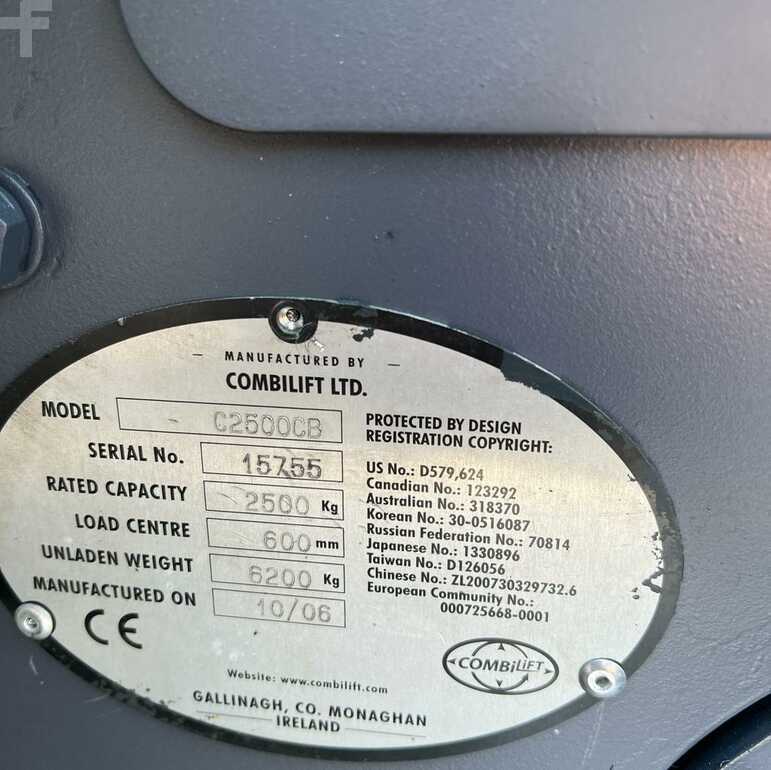 MANUFACTURED BY
COMBILIFT LTD.
MODEL - C2500CB
SERIAL No. 15755
RATED CAPACITY 2500 Kg
LOAD CENTRE 600 mm
UNLADEN WEIGHT 6200 Kg
MANUFACTURED ON 10/06
CE
PROTECTED BY DESIGN
REGISTRATION COPYRIGHT:
US No.: D579,624
Canadian No.: 123292
Australian No.: 318370
Korean No.: 30-0516087
Russian Federation No.: 70814
Japanese No.: 1330896
Taiwan No.: D126056
Chinese No.: ZL200730329732.6
European Community No.:
000725668-0001
COMBiLiFT
Website: www.combilift.com
GALLINAGH, CO. MONAGHAN
IRELAND